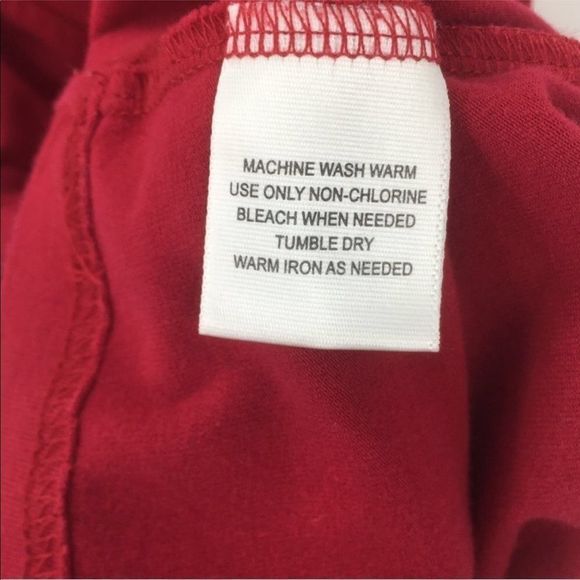 MACHINE WASH WARM
USE ONLY NON-CHLORINE
BLEACH WHEN NEEDED
TUMBLE DRY
WARM IRON AS NEEDED